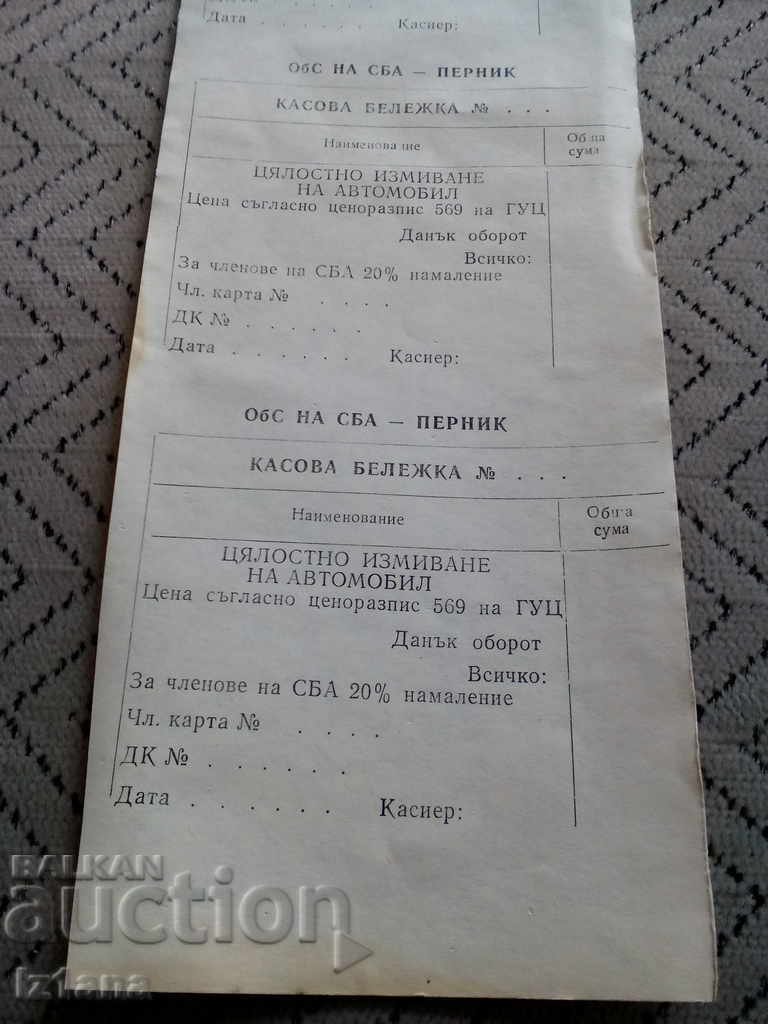 Дата . . . . . . Касиер:
ОбС НА СБА — ПЕРНИК
КАСОВА БЕЛЕЖКА № . . .
Наименование
Обща
сума
ЦЯЛОСТНО ИЗМИВАНЕ
НА АВТОМОБИЛ
Цена съгласно ценоразпис 569 на ГУЦ
Данък оборот
Всичко:
За членове на СБА 20% намаление
Чл. карта № . . . .
ДК № . . . . . .
Дата . . . . . . Касиер:
ОбС НА СБА — ПЕРНИК
КАСОВА БЕЛЕЖКА № . . .
Наименование
Обща
сума
ЦЯЛОСТНО ИЗМИВАНЕ
НА АВТОМОБИЛ
Цена съгласно ценоразпис 569 на ГУЦ
Данък оборот
Всичко:
За членове на СБА 20% намаление
Чл. карта № . . . .
ДК № . . . . . .
Дата . . . . . . Касиер:
BALKAN
auction
iztana